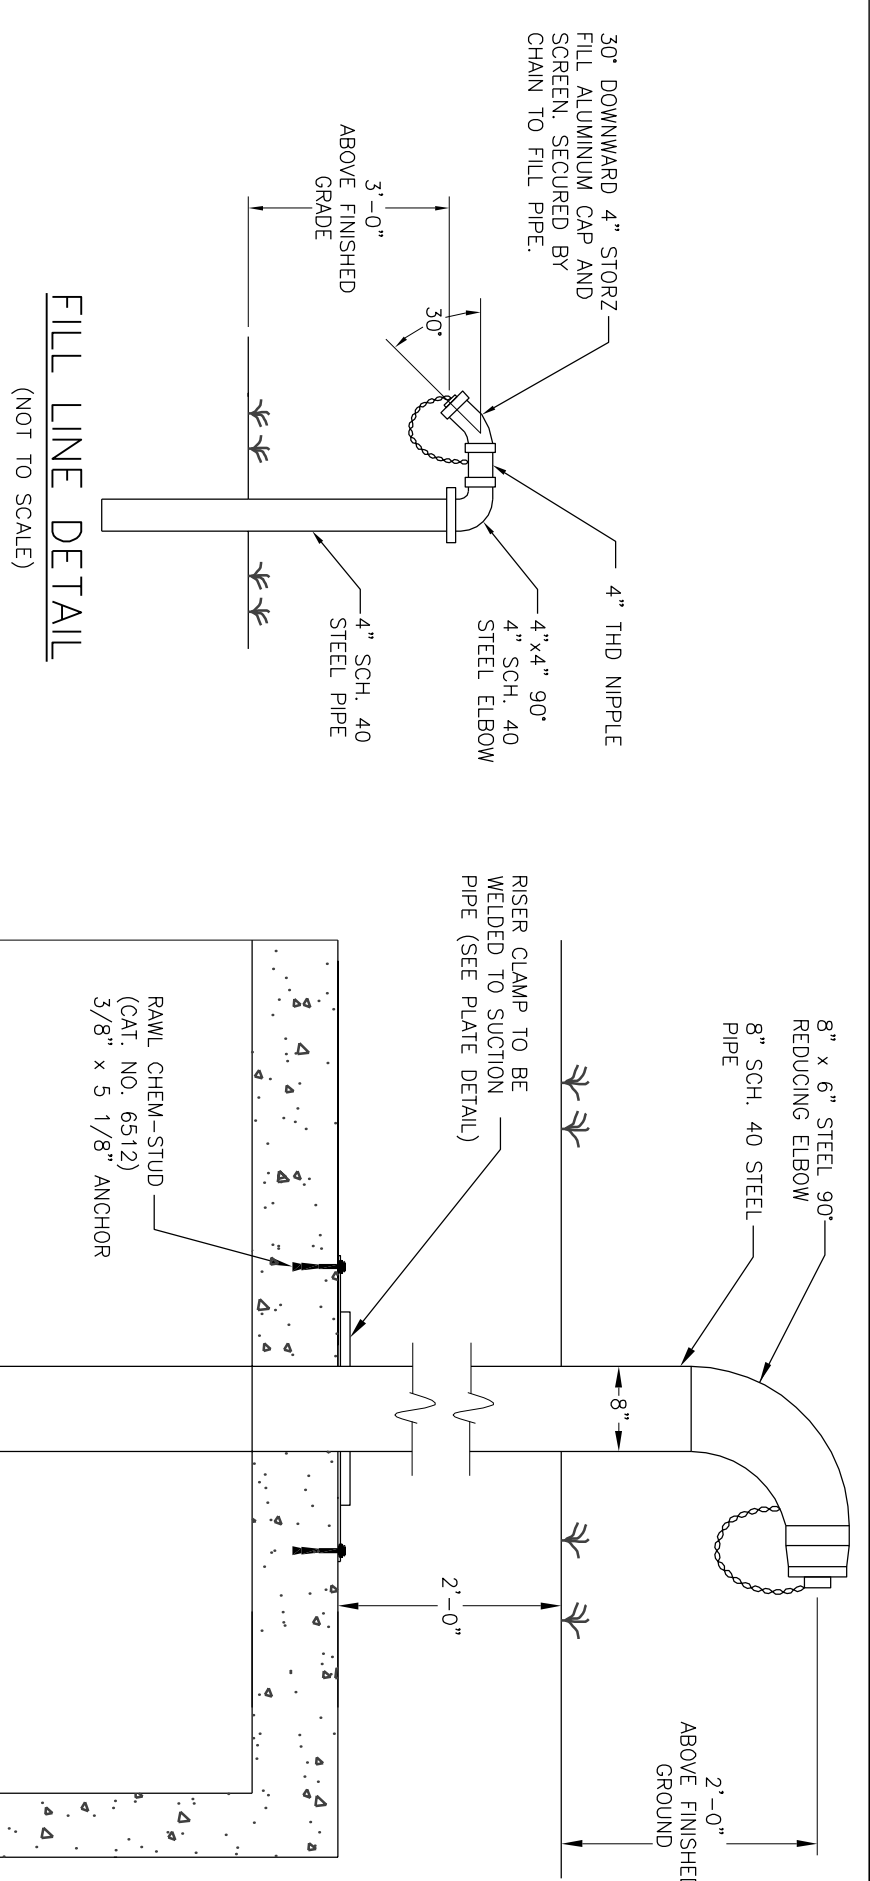 30° DOWNWARD 4" STORZ
FILL ALUMINUM CAP AND
SCREEN. SECURED BY
CHAIN TO FILL PIPE.
3'-0"
ABOVE FINISHED
GRADE
30°
4" THD NIPPLE
4"x4" 90°
4" SCH. 40
STEEL ELBOW
4" SCH. 40
STEEL PIPE
FILL LINE DETAIL
(NOT TO SCALE)
8" x 6" STEEL 90°
REDUCING ELBOW
8" SCH. 40 STEEL
PIPE
RISER CLAMP TO BE
WELDED TO SUCTION
PIPE (SEE PLATE DETAIL)
RAWL CHEM-STUD
(CAT. NO. 6512)
3/8" x 5 1/8" ANCHOR
8"
2'-0"
2'-0"
ABOVE FINISHED
GROUND